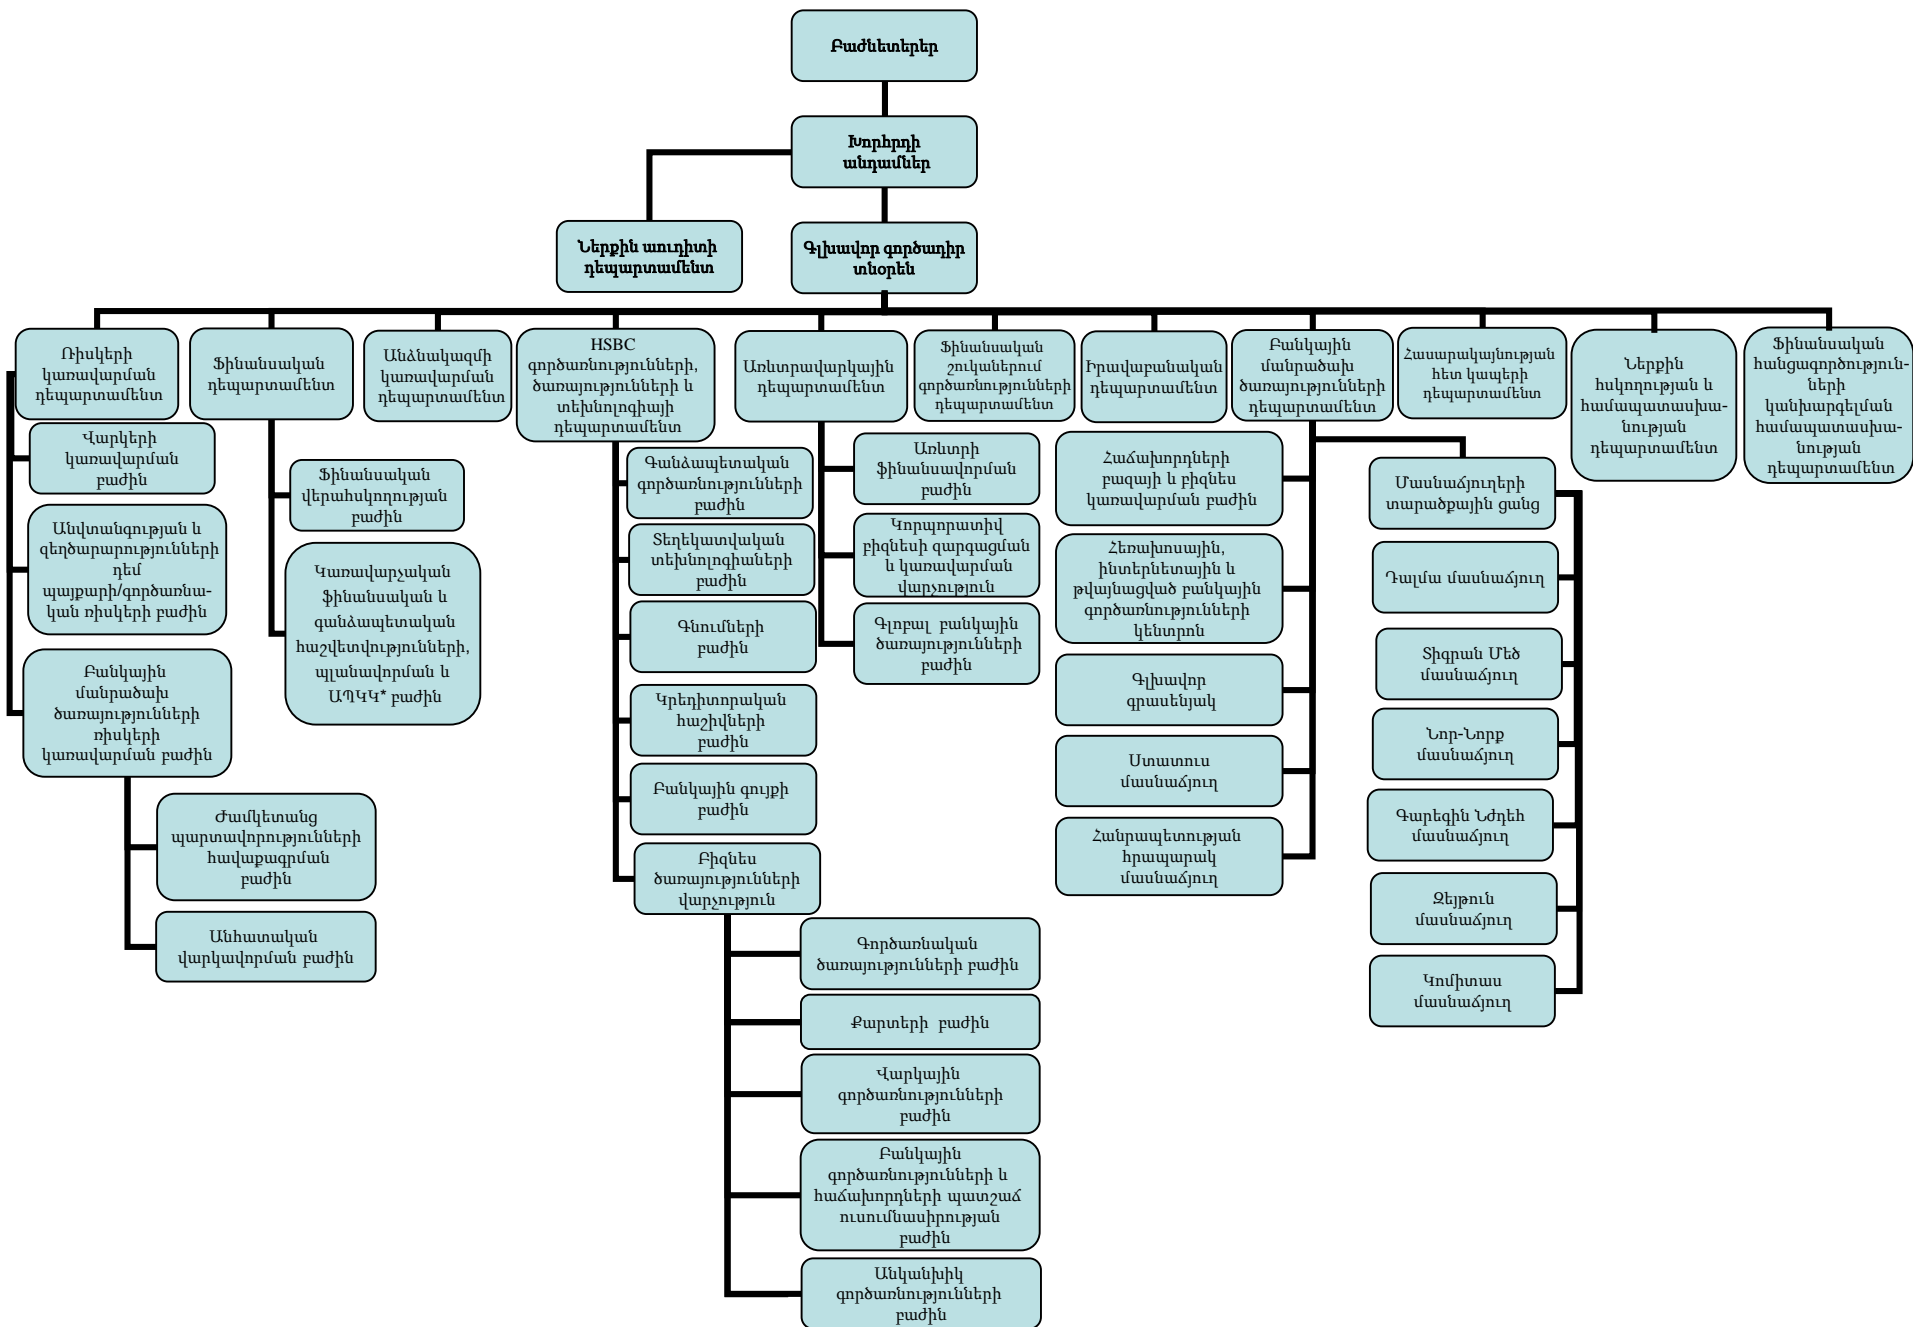 Բաժնետերեր
Խորհրդի
անդամներ
Ներքին աուդիտի
դեպարտամենտ
Գլխավոր գործադիր
տնօրեն
Ռիսկերի
կառավարման
դեպարտամենտ
Ֆինանսական
դեպարտամենտ
Անձնակազմի
կառավարման
դեպարտամենտ
HSBC
գործառնությունների,
ծառայությունների և
տեխնոլոգիայի
դեպարտամենտ
Առևտրավարկային
դեպարտամենտ
Ֆինանսական
շուկաներում
գործառնությունների
դեպարտամենտ
Իրավաբանական
դեպարտամենտ
Բանկային
մանրածախ
ծառայությունների
դեպարտամենտ
Հասարակայնության
հետ կապերի
դեպարտամենտ
Ներքին
հսկողության և
համապատասխա-
նության
դեպարտամենտ
Ֆինանսական
հանցագործություն-
ների
կանխարգելման
համապատասխա-
նության
դեպարտամենտ
Վարկերի
կառավարման
բաժին
Անվտանգության և
զեղծարարությունների
դեմ
պայքարի/գործառնա-
կան ռիսկերի բաժին
Բանկային
մանրածախ
ծառայությունների
ռիսկերի
կառավարման բաժին
Ժամկետանց
պարտավորությունների
հավաքագրման
բաժին
Անհատական
վարկավորման բաժին
Ֆինանսական
վերահսկողության
բաժին
Կառավարչական
ֆինանսական և
գանձապետական
հաշվետվությունների,
պլանավորման և
ԱՊԿԿ* բաժին
Գանձապետական
գործառնությունների
բաժին
Տեղեկատվական
տեխնոլոգիաների
բաժին
Գնումների
բաժին
Կրեդիտորական
հաշիվների
բաժին
Բանկային գույքի
բաժին
Բիզնես
ծառայությունների
վարչություն
Գործառնական
ծառայությունների բաժին
Քարտերի բաժին
Վարկային
գործառնությունների
բաժին
Բանկային
գործառնությունների և
հաճախորդների պատշաճ
ուսումնասիրության
բաժին
Անկանխիկ
գործառնությունների
բաժին
Առևտրի
ֆինանսավորման
բաժին
Կորպորատիվ
բիզնեսի զարգացման
և կառավարման
վարչություն
Գլոբալ բանկային
ծառայությունների
բաժին
Հաճախորդների
բազայի և բիզնես
կառավարման բաժին
Հեռախոսային,
ինտերնետային և
թվայնացված բանկային
գործառնությունների
կենտրոն
Գլխավոր
գրասենյակ
Ստատուս
մասնաճյուղ
Հանրապետության
հրապարակ
մասնաճյուղ
Մասնաճյուղերի
տարածքային ցանց
Դալմա մասնաճյուղ
Տիգրան Մեծ
մասնաճյուղ
Նոր-Նորք
մասնաճյուղ
Գարեգին Նժդեհ
մասնաճյուղ
Զեյթուն
մասնաճյուղ
Կոմիտաս
մասնաճյուղ